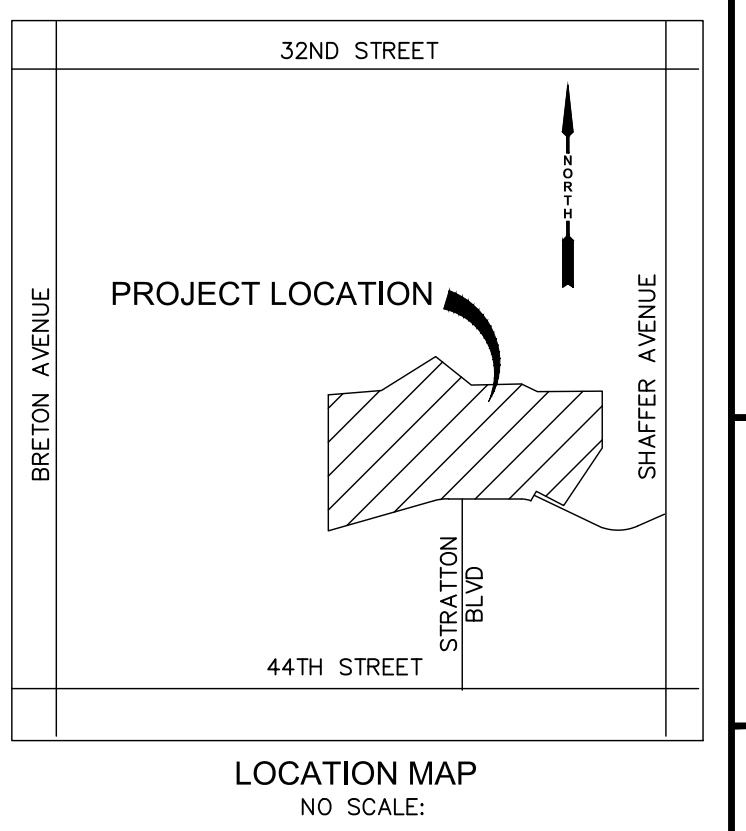 32ND STREET
NORTH
PROJECT LOCATION
BRETON AVENUE
SHAFFER AVENUE
STRATTON
BLVD
44TH STREET
LOCATION MAP
NO SCALE: